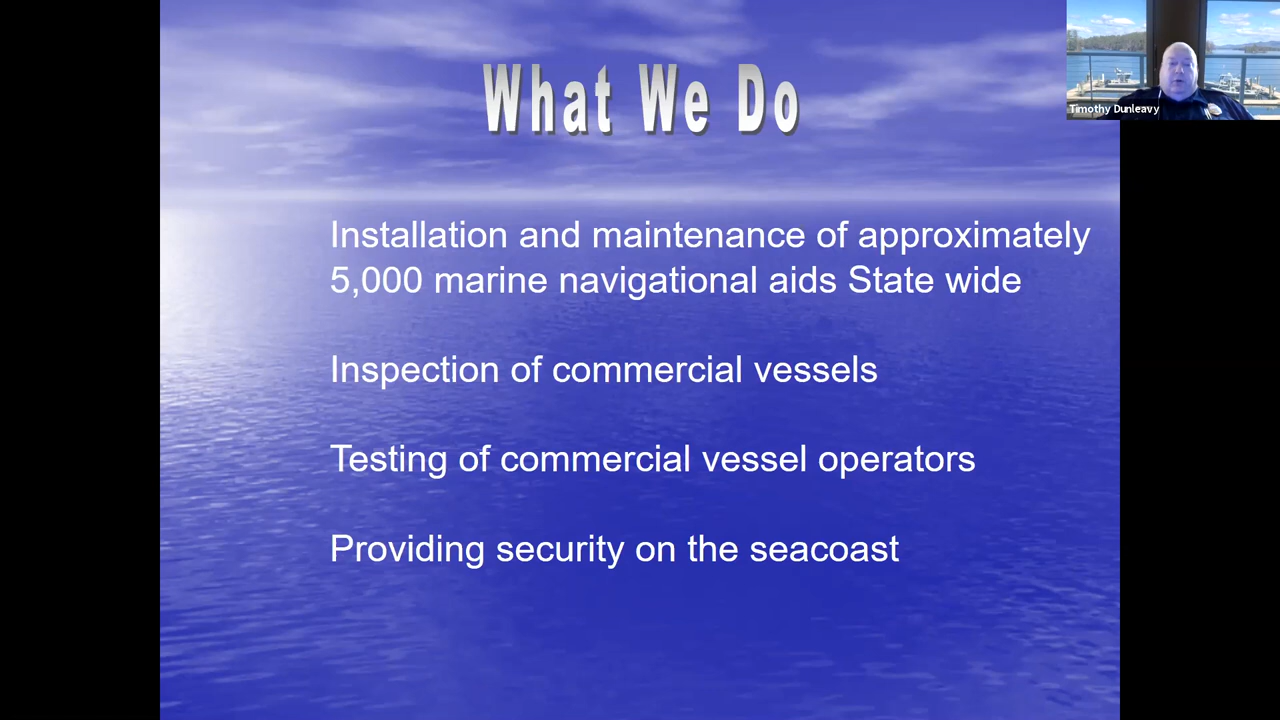 What We Do
Timothy Dunleavy
Installation and maintenance of approximately
5,000 marine navigational aids State wide
Inspection of commercial vessels
Testing of commercial vessel operators
Providing security on the seacoast